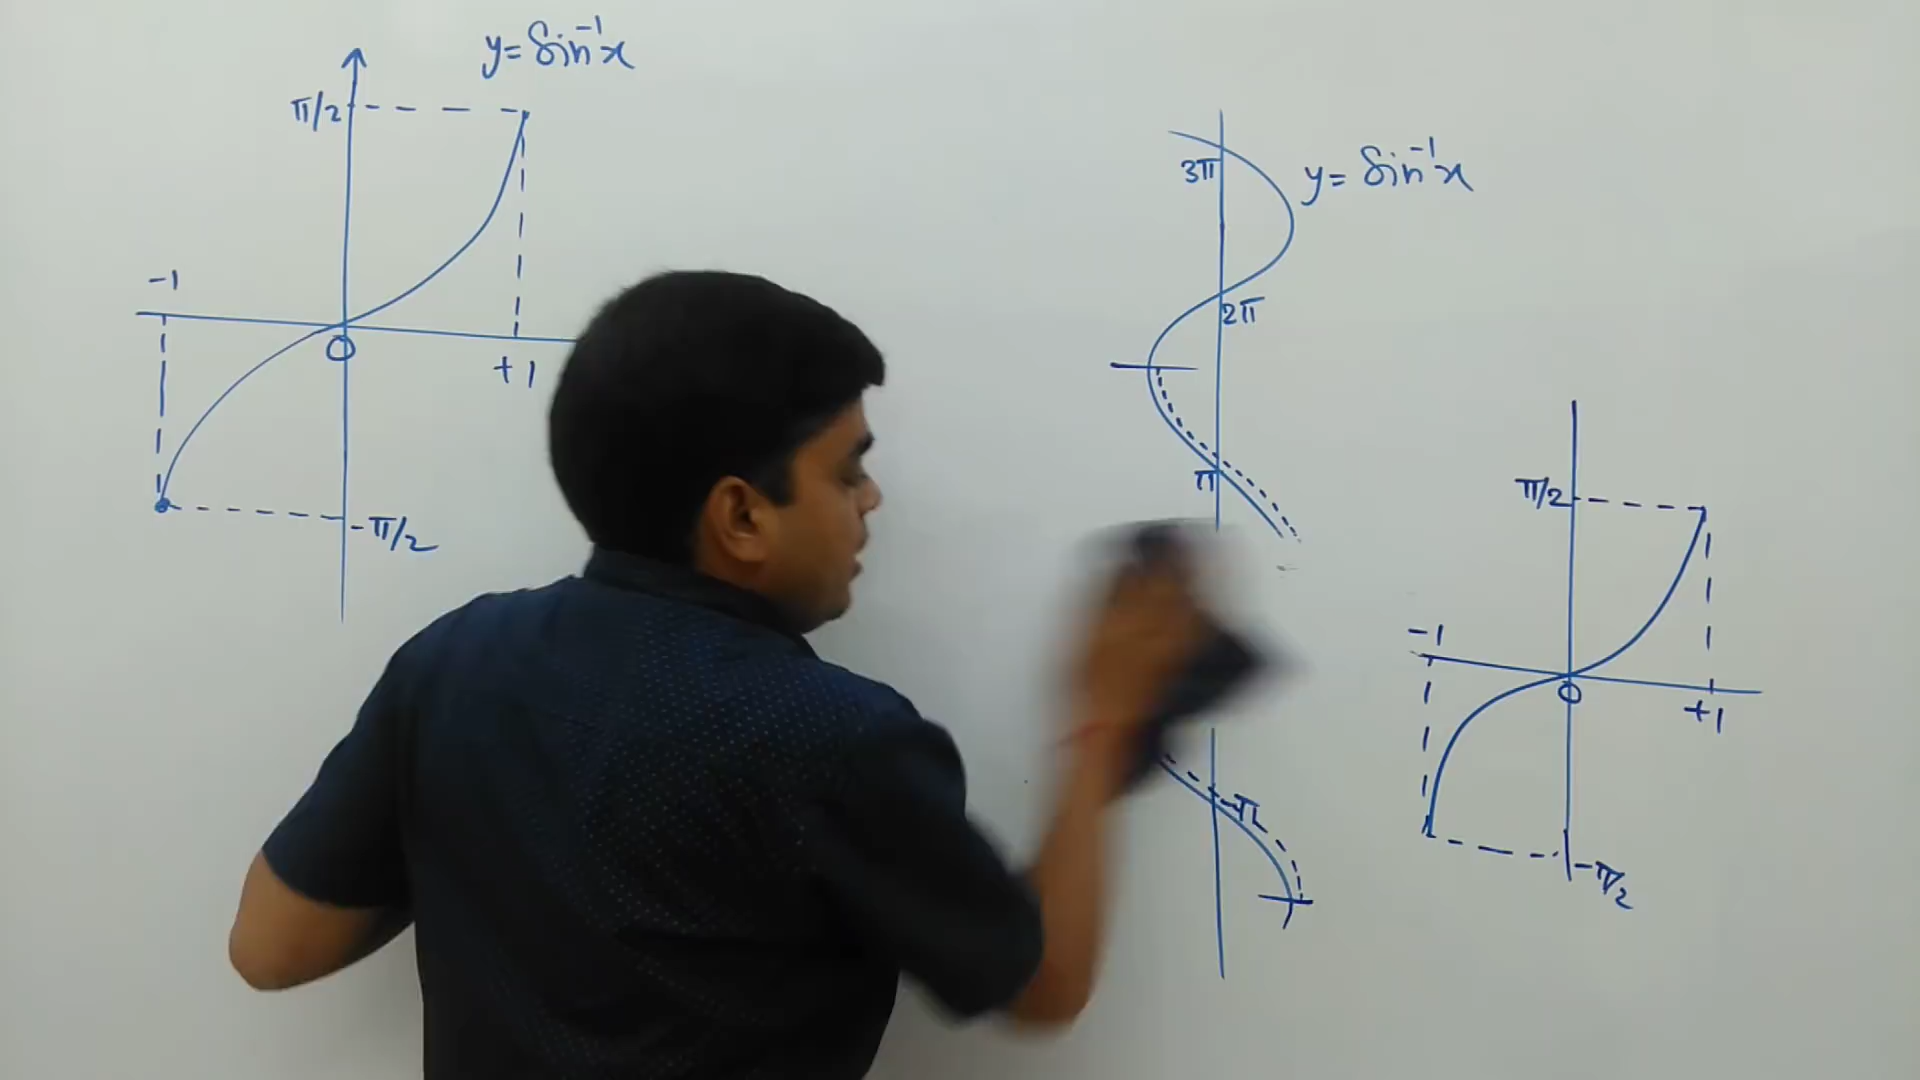 y = Sin⁻¹x
π/2
-1
O
+1
-π/2
y = Sin⁻¹x
3π
2π
π
-π
π/2
-1
O
+1
-π/2